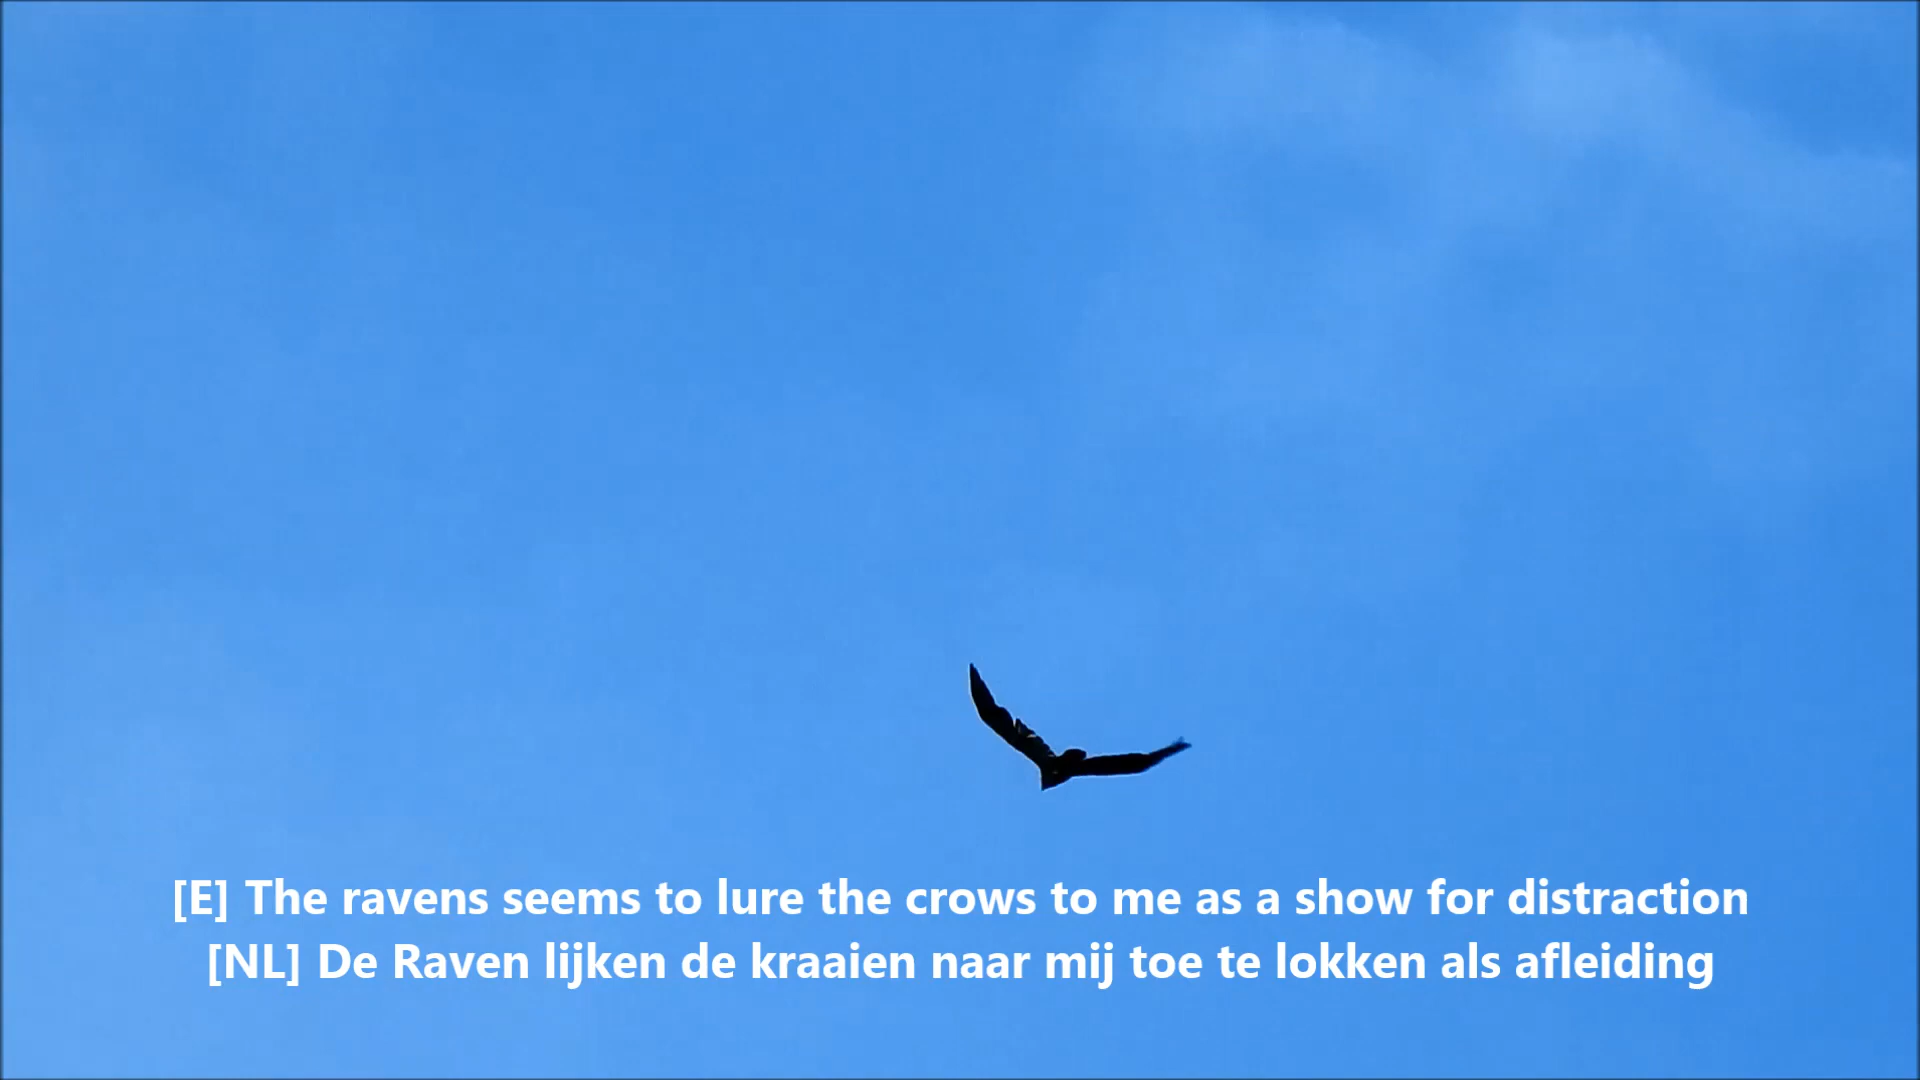 [E] The ravens seems to lure the crows to me as a show for distraction
[NL] De Raven lijken de kraaien naar mij toe te lokken als afleiding